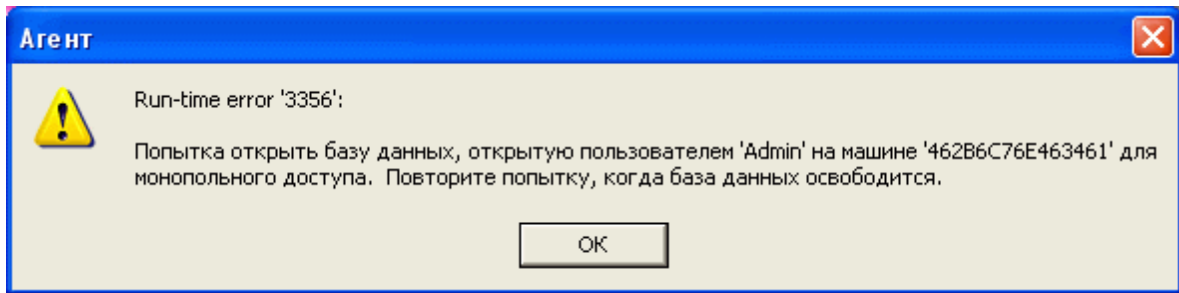 Агент
Run-time error '3356':
Попытка открыть базу данных, открытую пользователем 'Admin' на машине '462B6C76E463461' для
монопольного доступа.  Повторите попытку, когда база данных освободится.
OK